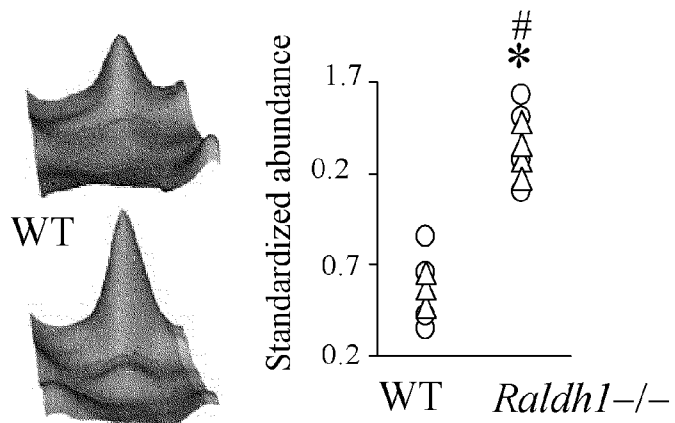 WT
Standardized abundance
#
*
1.7
0.2
0.7
0.2
WT
Raldh1–/–